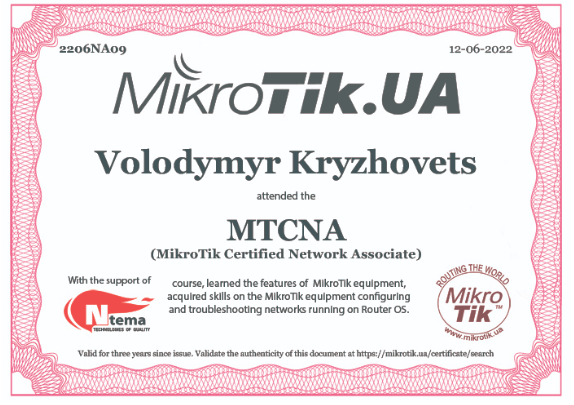 2206NA09 12-06-2022
MikroTik.UA
Volodymyr Kryzhovets
attended the
MTCNA
(MikroTik Certified Network Associate)
With the support of
Ntema
TECHNOLOGIES OF QUALITY
course, learned the features of MikroTik equipment,
acquired skills on the MikroTik equipment configuring
and troubleshooting networks running on Router OS.
ROUTING THE WORLD
Mikro
Tik™
www.mikrotik.ua
Valid for three years since issue. Validate the authenticity of this document at https://mikrotik.ua/certificate/search